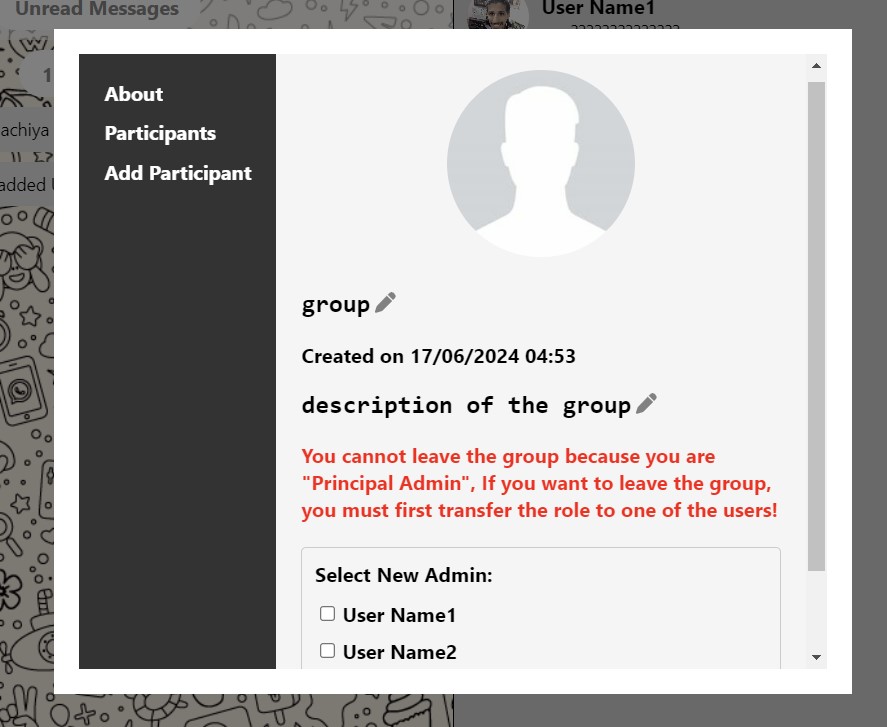 Unread Messages
User Name1
????????????????
1
achiya
added
About
Participants
Add Participant
group
Created on 17/06/2024 04:53
description of the group
You cannot leave the group because you are
"Principal Admin", If you want to leave the group,
you must first transfer the role to one of the users!
Select New Admin:
User Name1
User Name2